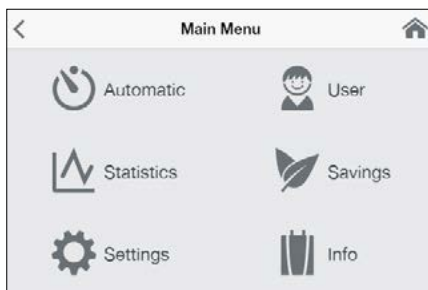 Main Menu
Automatic
User
Statistics
Savings
Settings
Info